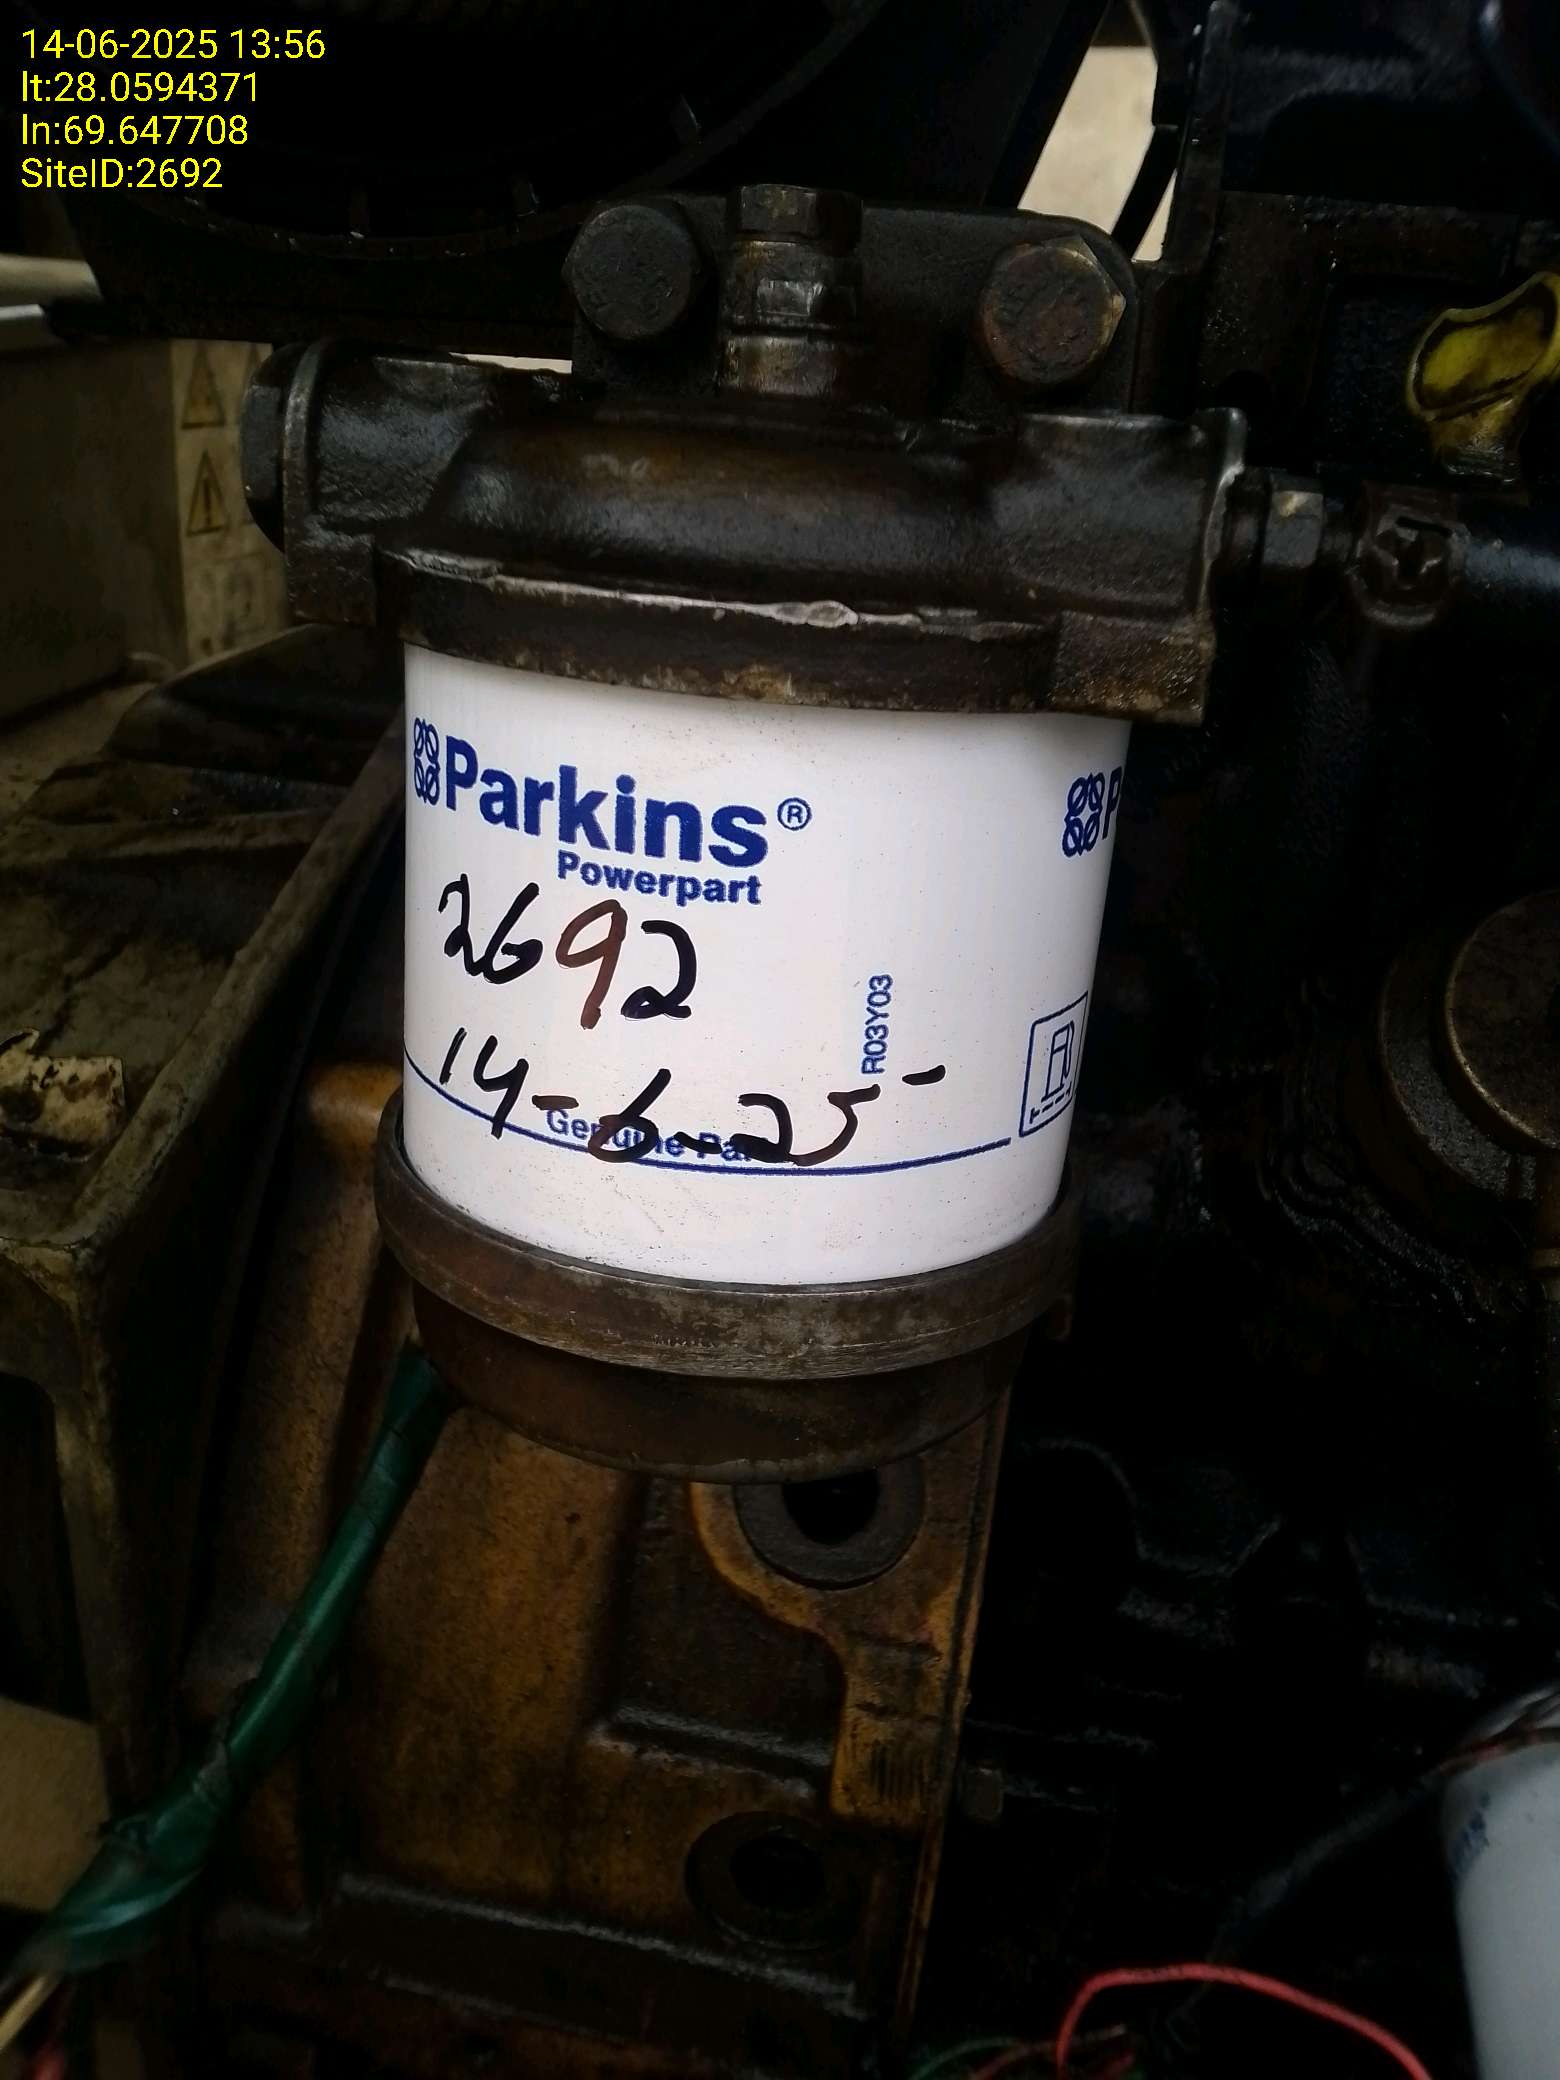 14-06-2025 13:56
lt:28.0594371
ln:69.647708
SiteID:2692
Parkins®
Powerpart
2692
R03Y03
14-6-25-
Genuine